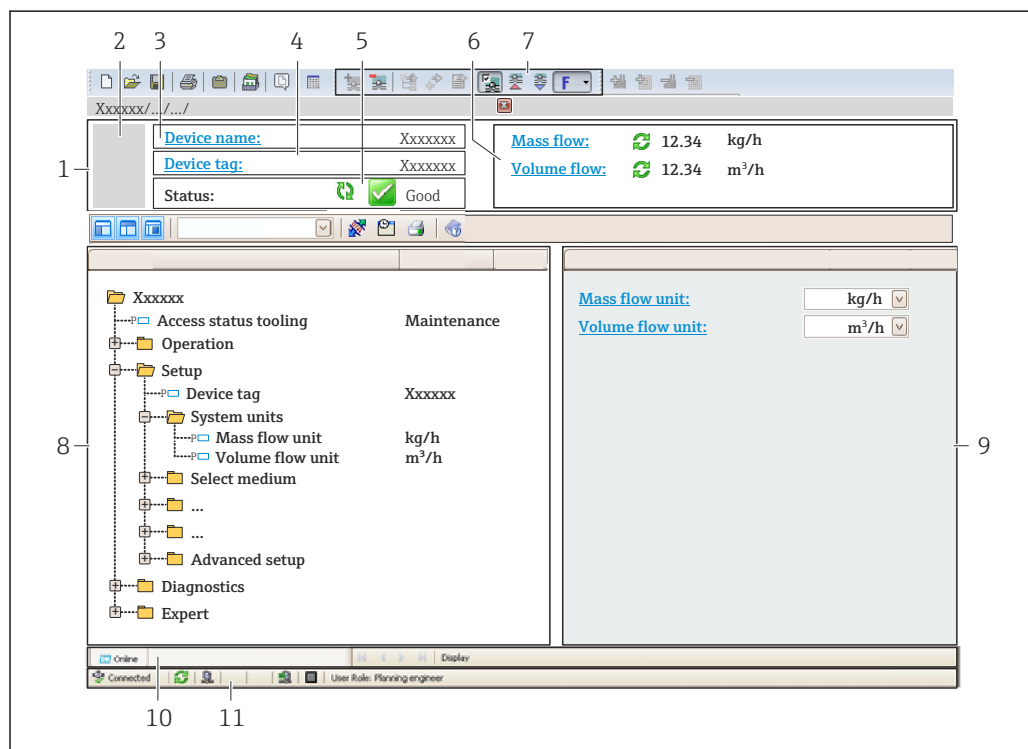 2 3 4 5 6 7
F
Xxxxxx/.../.../
1
Device name: Xxxxxxx
Device tag: Xxxxxxx
Status: Good
Mass flow: 12.34 kg/h
Volume flow: 12.34 m³/h
Xxxxxx
P Access status tooling Maintenance
Operation
Setup
P Device tag Xxxxxx
System units
P Mass flow unit kg/h
P Volume flow unit m³/h
Select medium
...
...
Advanced setup
Diagnostics
Expert
8
Mass flow unit: kg/h
Volume flow unit: m³/h
9
Online Display
Connected User Role: Planning engineer
10 11